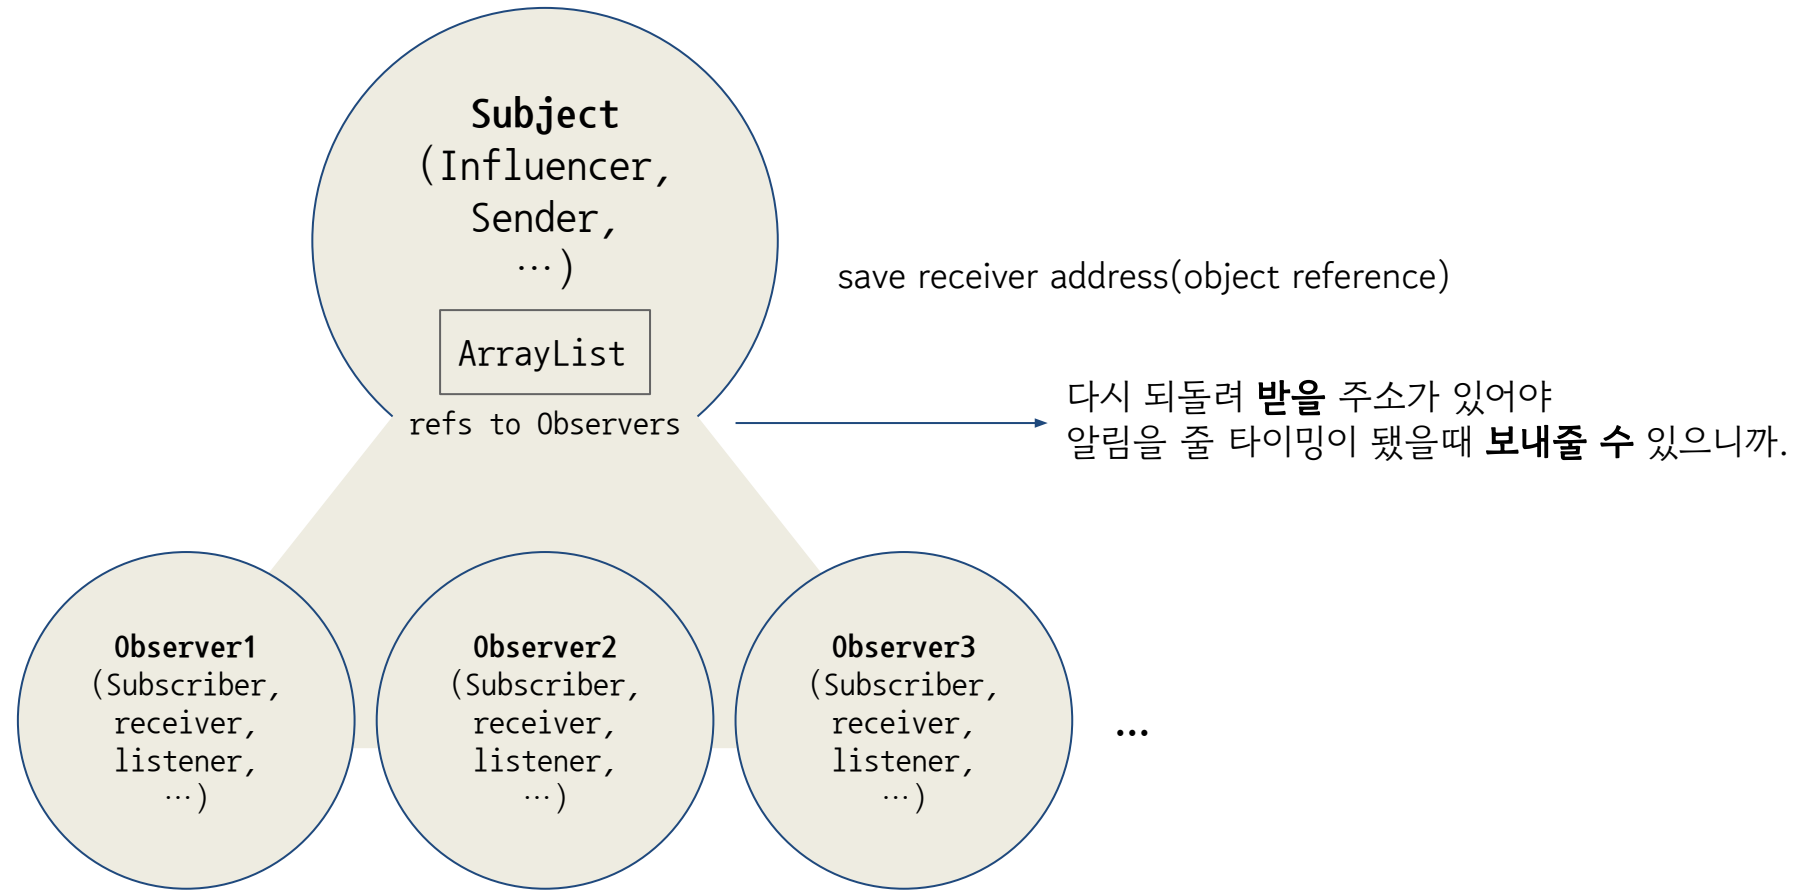 Subject
(Influencer,
Sender,
…)
ArrayList
refs to Observers
save receiver address(object reference)
다시 되돌려 받을 주소가 있어야
알림을 줄 타이밍이 됐을때 보내줄 수 있으니까.
Observer1
(Subscriber,
receiver,
listener,
…)
Observer2
(Subscriber,
receiver,
listener,
…)
Observer3
(Subscriber,
receiver,
listener,
…)
...